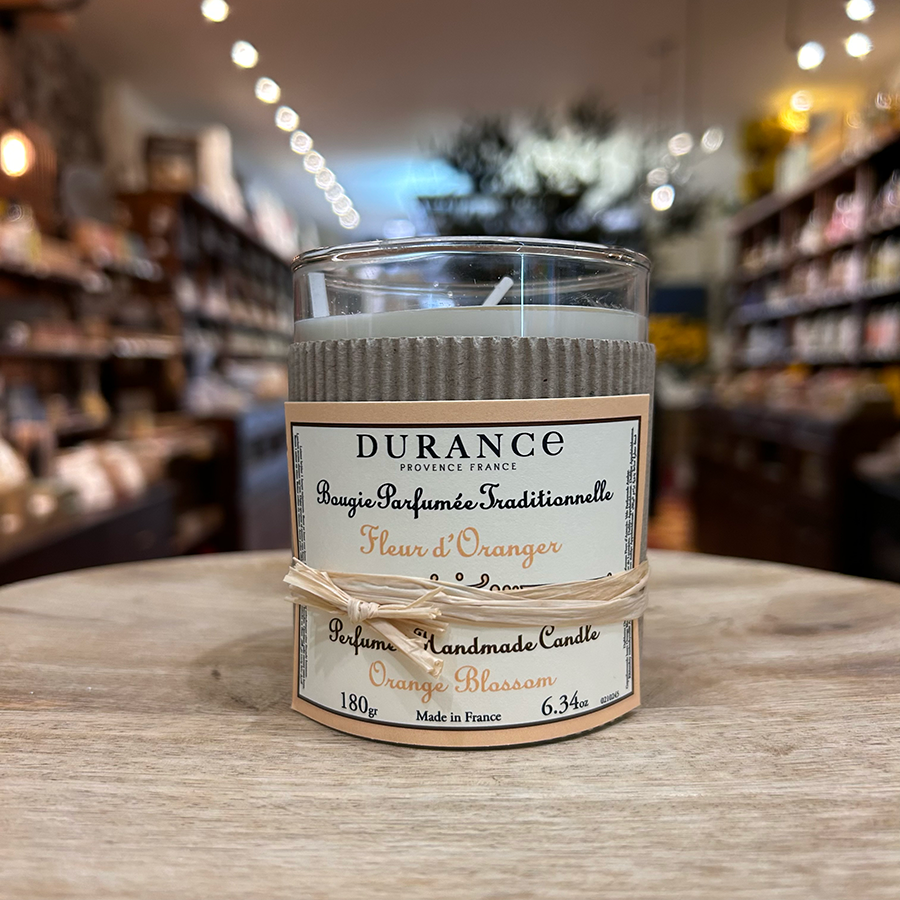 DURANCE
PROVENCE FRANCE
Bougie Parfumée Traditionnelle
Fleur d'Oranger
Handmade Candle
Orange Blossom
180gr
Made in France
6.34oz